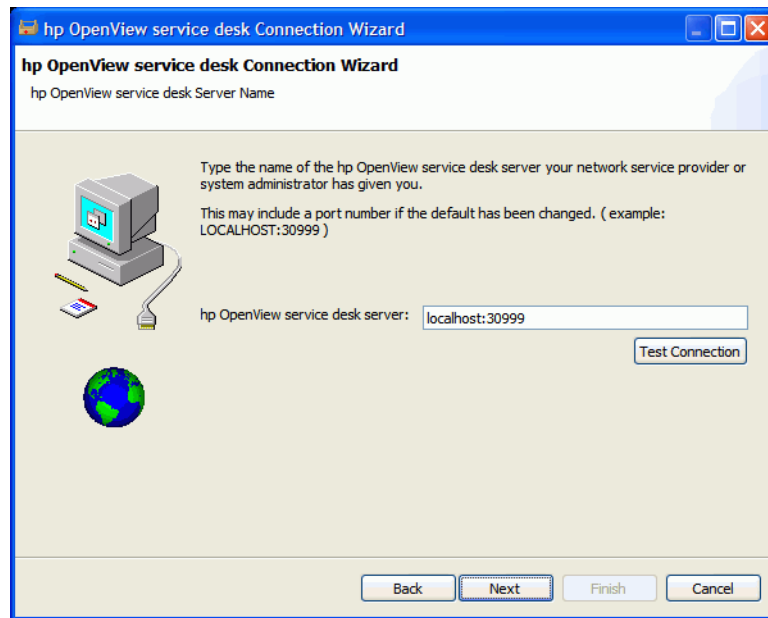 hp OpenView service desk Connection Wizard
hp OpenView service desk Connection Wizard
hp OpenView service desk Server Name
Type the name of the hp OpenView service desk server your network service provider or
system administrator has given you.
This may include a port number if the default has been changed. ( example:
LOCALHOST:30999 )
hp OpenView service desk server: localhost:30999
Test Connection
Back Next Finish Cancel